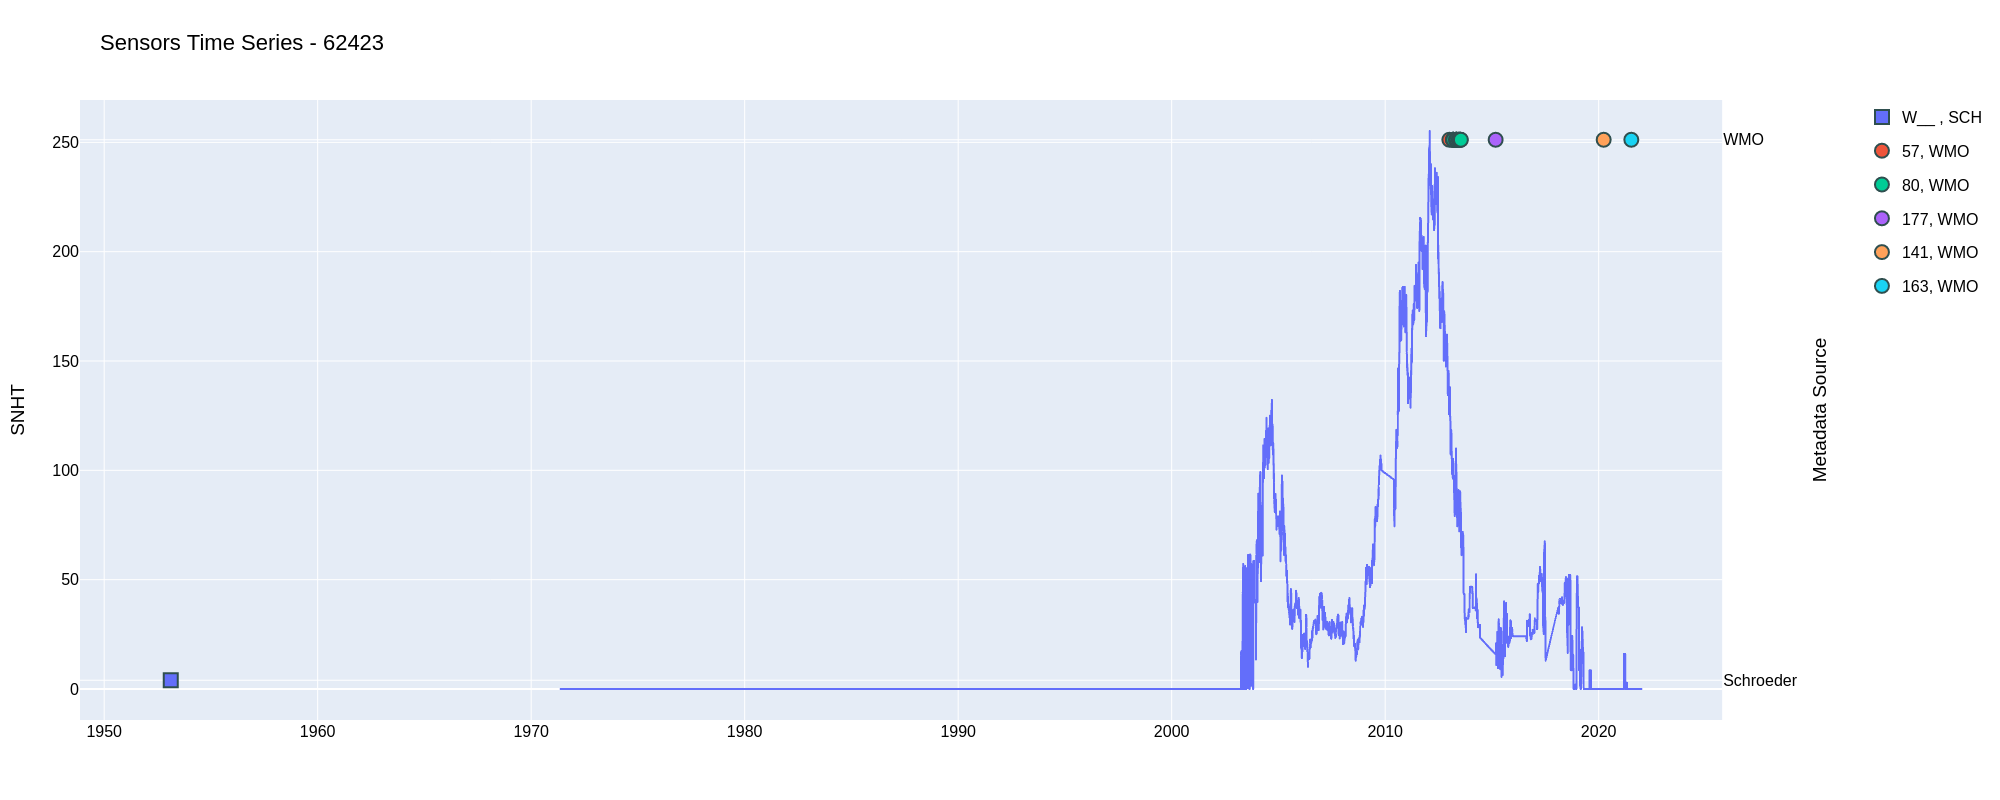 Sensors Time Series - 62423
250
200
150
100
50
0
SNHT
1950
1960
1970
1980
1990
2000
2010
2020
WMO
Schroeder
Metadata Source
W__ , SCH
57, WMO
80, WMO
177, WMO
141, WMO
163, WMO